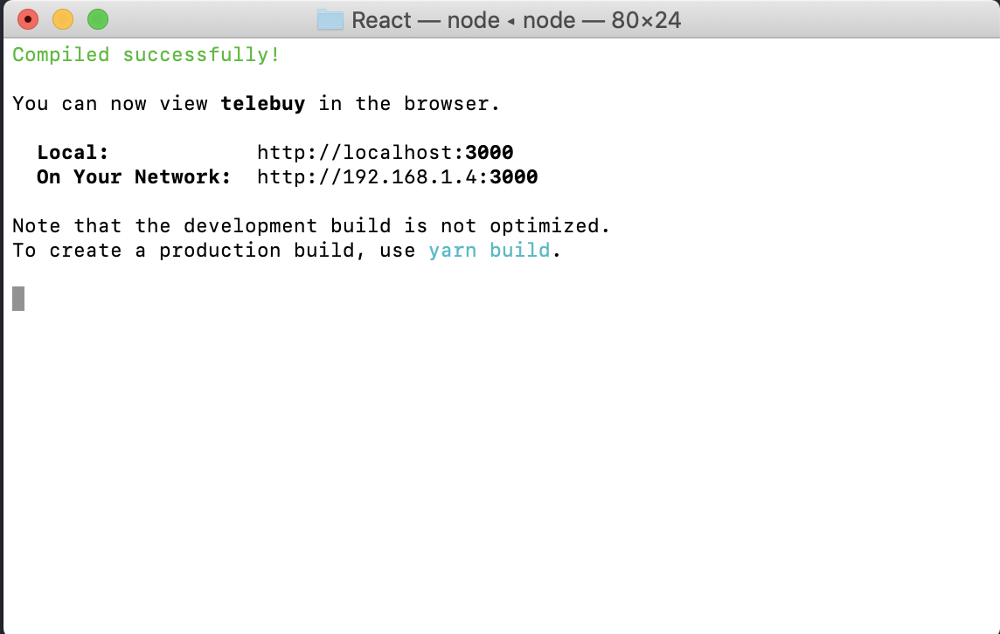 React — node ◂ node — 80×24
Compiled successfully!
You can now view telebuy in the browser.
Local: http://localhost:3000
On Your Network: http://192.168.1.4:3000
Note that the development build is not optimized.
To create a production build, use yarn build.